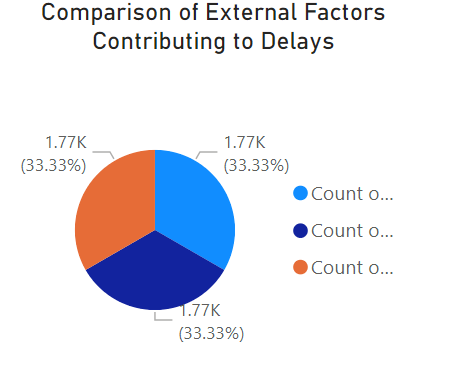 Comparison of External Factors
Contributing to Delays
1.77K
(33.33%)
1.77K
(33.33%)
Count o...
Count o...
Count o...
1.77K
(33.33%)